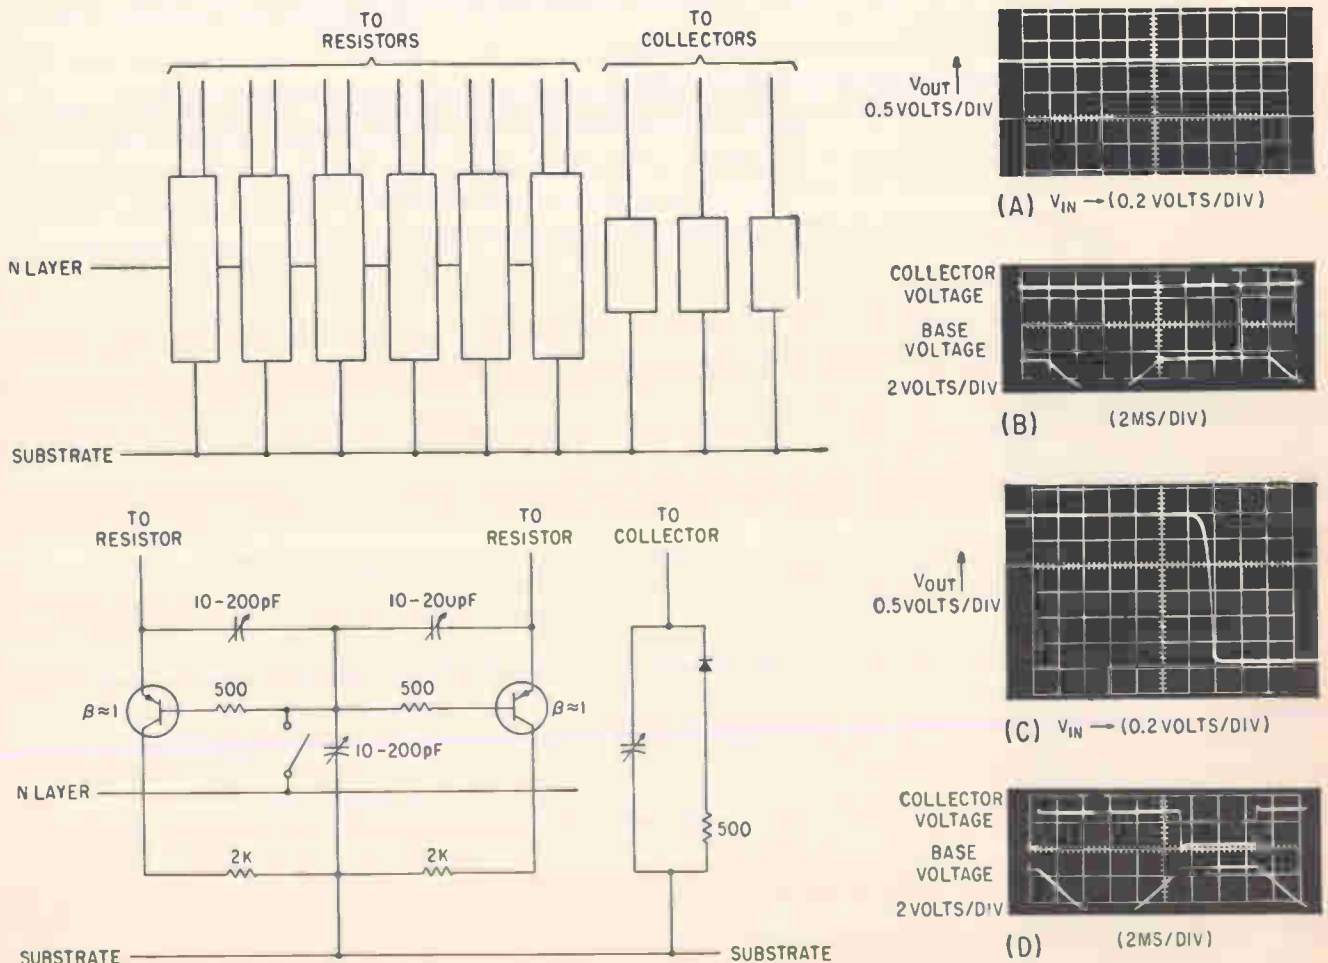 TO
RESISTORS
TO
COLLECTORS
N LAYER
SUBSTRATE
TO
RESISTOR
TO
RESISTOR
TO
COLLECTOR
10-200pF
10-200pF
β≈1
500
500
β≈1
10-200pF
N LAYER
500
2K
2K
SUBSTRATE
SUBSTRATE
VOUT
0.5 VOLTS/DIV
(A) VIN → (0.2 VOLTS/DIV)
COLLECTOR
VOLTAGE
BASE
VOLTAGE
2 VOLTS/DIV
(B) (2MS/DIV)
VOUT
0.5 VOLTS/DIV
(C) VIN → (0.2 VOLTS/DIV)
COLLECTOR
VOLTAGE
BASE
VOLTAGE
2 VOLTS/DIV
(D) (2MS/DIV)